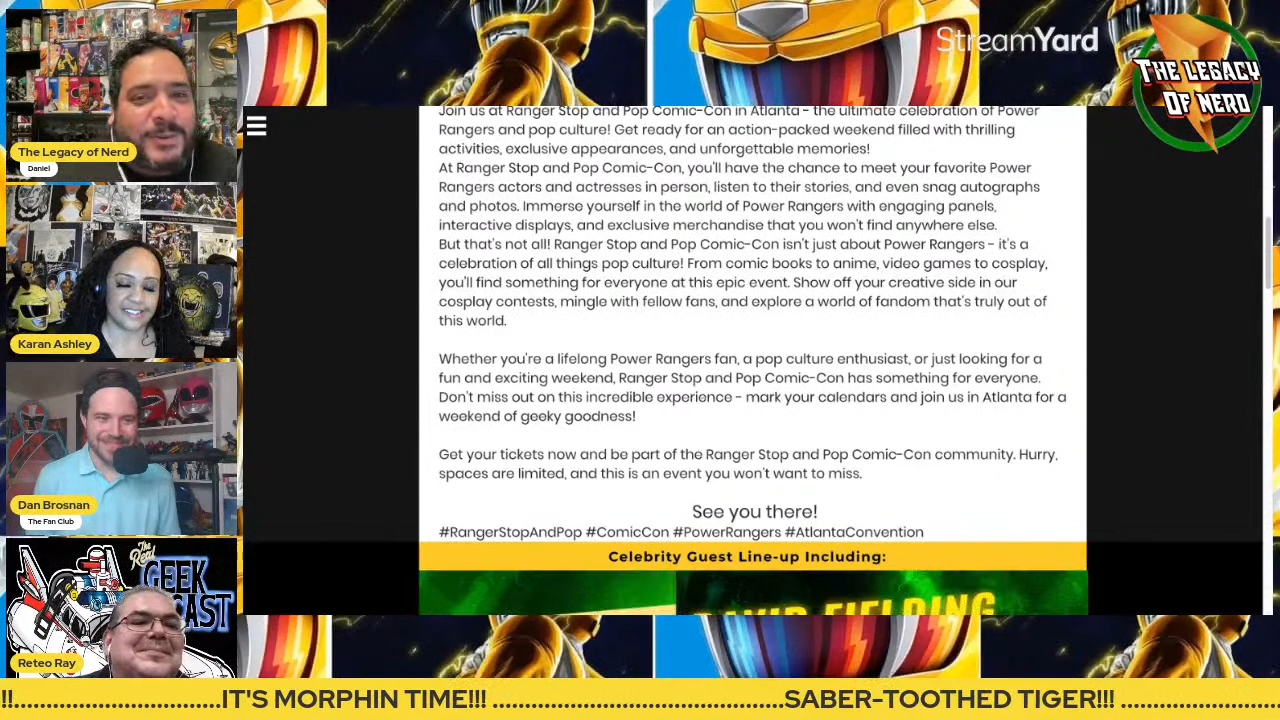 StreamYard
THE LEGACY
OF NERD
The Legacy of Nerd
Daniel
Karan Ashley
Dan Brosnan
The Fan Club
The Real
GEEK
Reteo Ray
Join us at Ranger Stop and Pop Comic-Con in Atlanta - the ultimate celebration of Power
Rangers and pop culture! Get ready for an action-packed weekend filled with thrilling
activities, exclusive appearances, and unforgettable memories!
At Ranger Stop and Pop Comic-Con, you'll have the chance to meet your favorite Power
Rangers actors and actresses in person, listen to their stories, and even snag autographs
and photos. Immerse yourself in the world of Power Rangers with engaging panels,
interactive displays, and exclusive merchandise that you won't find anywhere else.
But that's not all! Ranger Stop and Pop Comic-Con isn't just about Power Rangers - it's a
celebration of all things pop culture! From comic books to anime, video games to cosplay,
you'll find something for everyone at this epic event. Show off your creative side in our
cosplay contests, mingle with fellow fans, and explore a world of fandom that's truly out of
this world.
Whether you're a lifelong Power Rangers fan, a pop culture enthusiast, or just looking for a
fun and exciting weekend, Ranger Stop and Pop Comic-Con has something for everyone.
Don't miss out on this incredible experience - mark your calendars and join us in Atlanta for a
weekend of geeky goodness!
Get your tickets now and be part of the Ranger Stop and Pop Comic-Con community. Hurry,
spaces are limited, and this is an event you won't want to miss.
See you there!
#RangerStopAndPop #ComicCon #PowerRangers #AtlantaConvention
Celebrity Guest Line-up Including:
DAVID FIELDING
!!.................................IT'S MORPHIN TIME!!! ..............................................SABER-TOOTHED TIGER!!! .........................